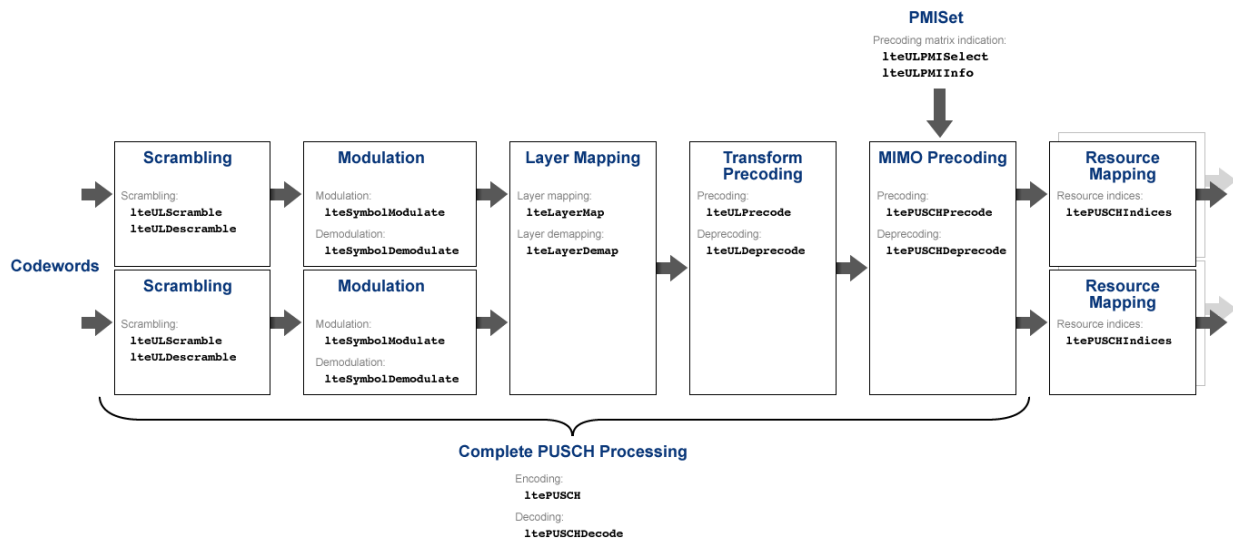 PMISet
Precoding matrix indication:
lteULPMISelect
lteULPMIInfo
Codewords
Scrambling
Scrambling:
lteULScramble
lteULDescramble
Modulation
Modulation:
lteSymbolModulate
Demodulation:
lteSymbolDemodulate
Scrambling
Scrambling:
lteULScramble
lteULDescramble
Modulation
Modulation:
lteSymbolModulate
Demodulation:
lteSymbolDemodulate
Layer Mapping
Layer mapping:
lteLayerMap
Layer demapping:
lteLayerDemap
Transform
Precoding
Precoding:
lteULPrecode
Deprecoding:
lteULDeprecode
MIMO Precoding
Precoding:
ltePUSCHPrecode
Deprecoding:
ltePUSCHDeprecode
Resource
Mapping
Resource indices:
ltePUSCHIndices
Resource
Mapping
Resource indices:
ltePUSCHIndices
Complete PUSCH Processing
Encoding:
ltePUSCH
Decoding:
ltePUSCHDecode